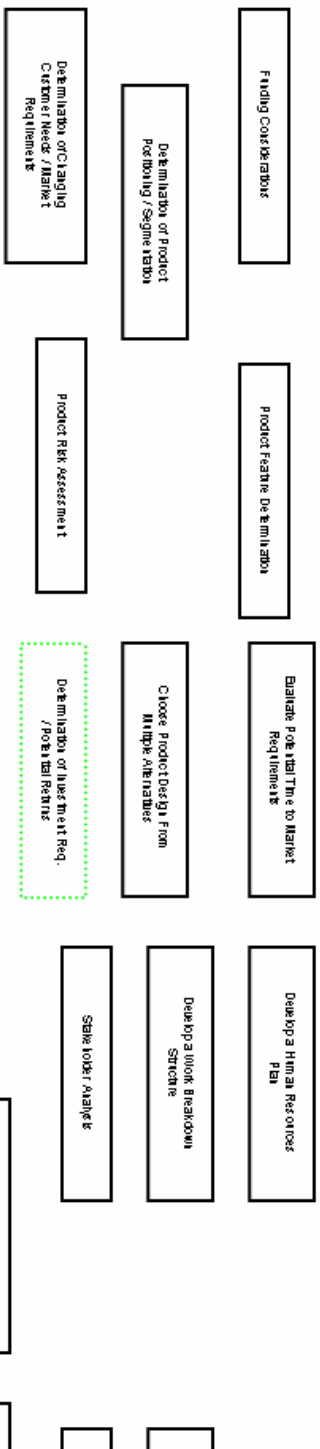 Funding Considerations
Determination of Product
Positioning / Segmentation
Determination of Changing
Customer Needs / Market
Requirements
Product Feature Determination
Product Risk Assessment
Evaluate Potential Time to Market
Requirements
Choose Product Design From
Multiple Alternatives
Determination of Investment Req.
/ Potential Returns
Develop a Human Resources
Plan
Develop a Work Breakdown
Structure
Stakeholder Analysis